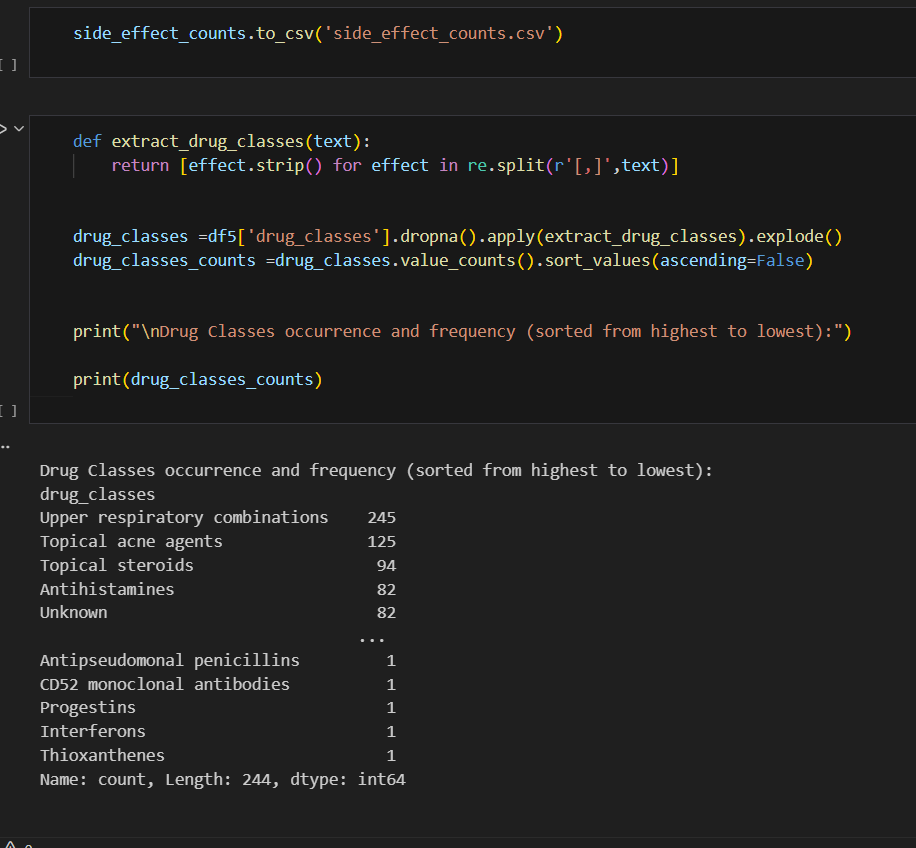 side_effect_counts.to_csv('side_effect_counts.csv')
[ ]
def extract_drug_classes(text):
    return [effect.strip() for effect in re.split(r'[,]',text)]
drug_classes =df5['drug_classes'].dropna().apply(extract_drug_classes).explode()
drug_classes_counts =drug_classes.value_counts().sort_values(ascending=False)
print("\nDrug Classes occurrence and frequency (sorted from highest to lowest):")
print(drug_classes_counts)
[ ]
..
Drug Classes occurrence and frequency (sorted from highest to lowest):
drug_classes
Upper respiratory combinations    245
Topical acne agents               125
Topical steroids                   94
Antihistamines                     82
Unknown                            82
                                 ...
Antipseudomonal penicillins         1
CD52 monoclonal antibodies          1
Progestins                          1
Interferons                         1
Thioxanthenes                       1
Name: count, Length: 244, dtype: int64